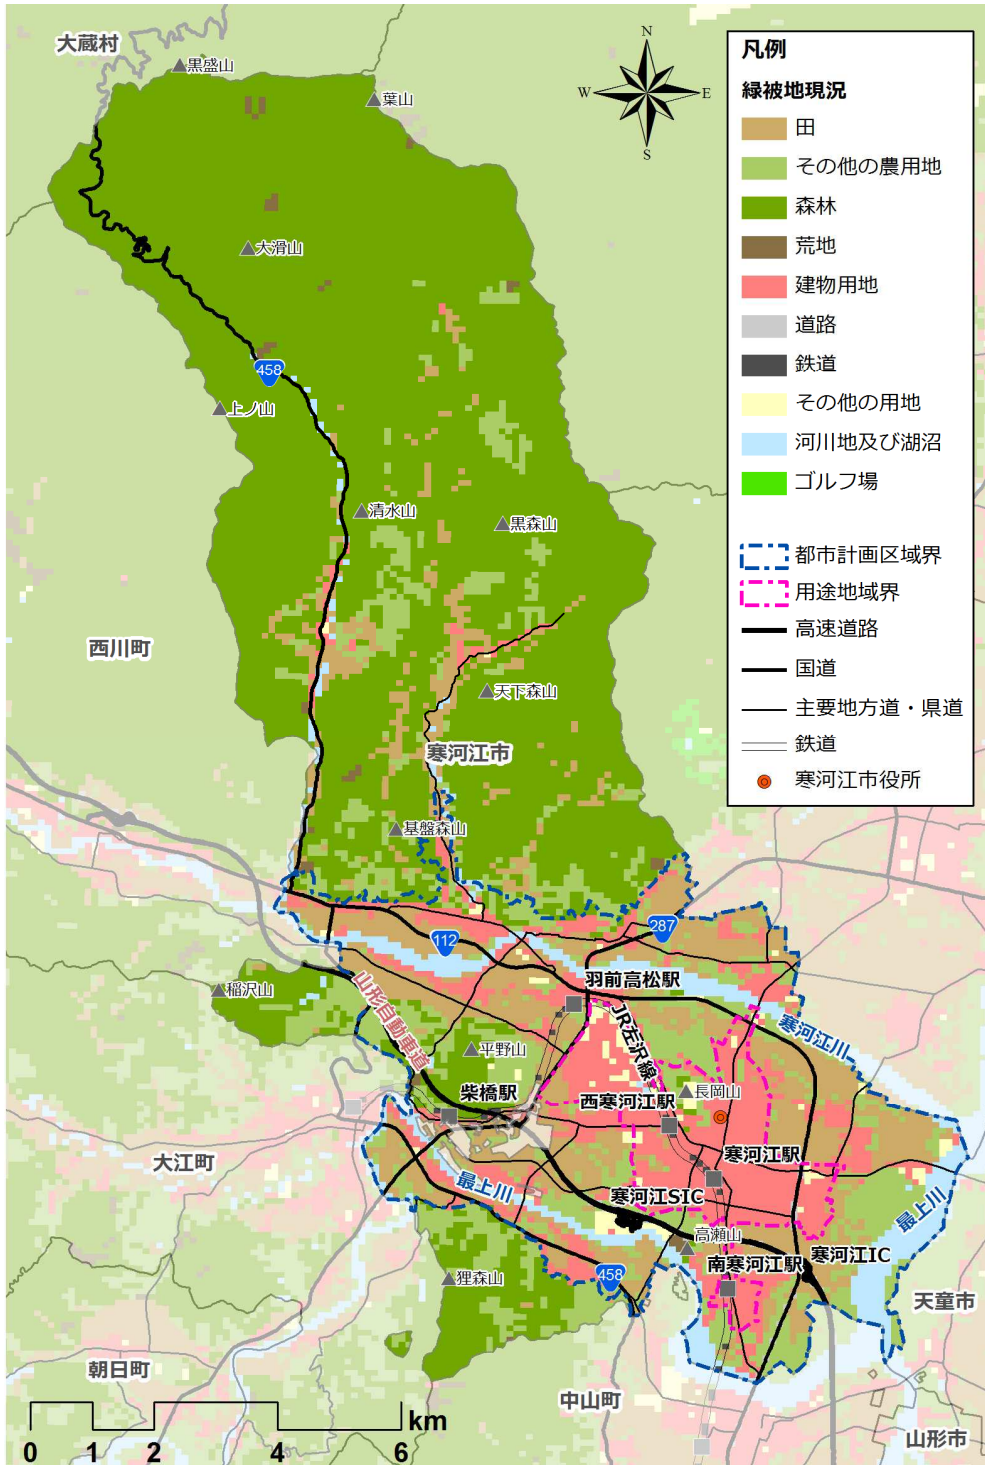 大蔵村
黒盛山
葉山
N
W
E
S
凡例
緑被地現況
田
その他の農用地
森林
荒地
建物用地
道路
鉄道
その他の用地
河川地及び湖沼
ゴルフ場
都市計画区域界
用途地域界
高速道路
国道
主要地方道・県道
鉄道
寒河江市役所
大滑山
458
上ノ山
清水山
黒森山
西川町
天下森山
寒河江市
基盤森山
112
287
羽前高松駅
稲沢山
山形自動車道
JR左沢線
寒河江川
平野山
柴橋駅
西寒河江駅
長岡山
大江町
寒河江駅
最上川
寒河江SIC
最上川
高瀬山
寒河江IC
南寒河江駅
狸森山
458
天童市
朝日町
中山町
山形市
km
0 1 2 4 6